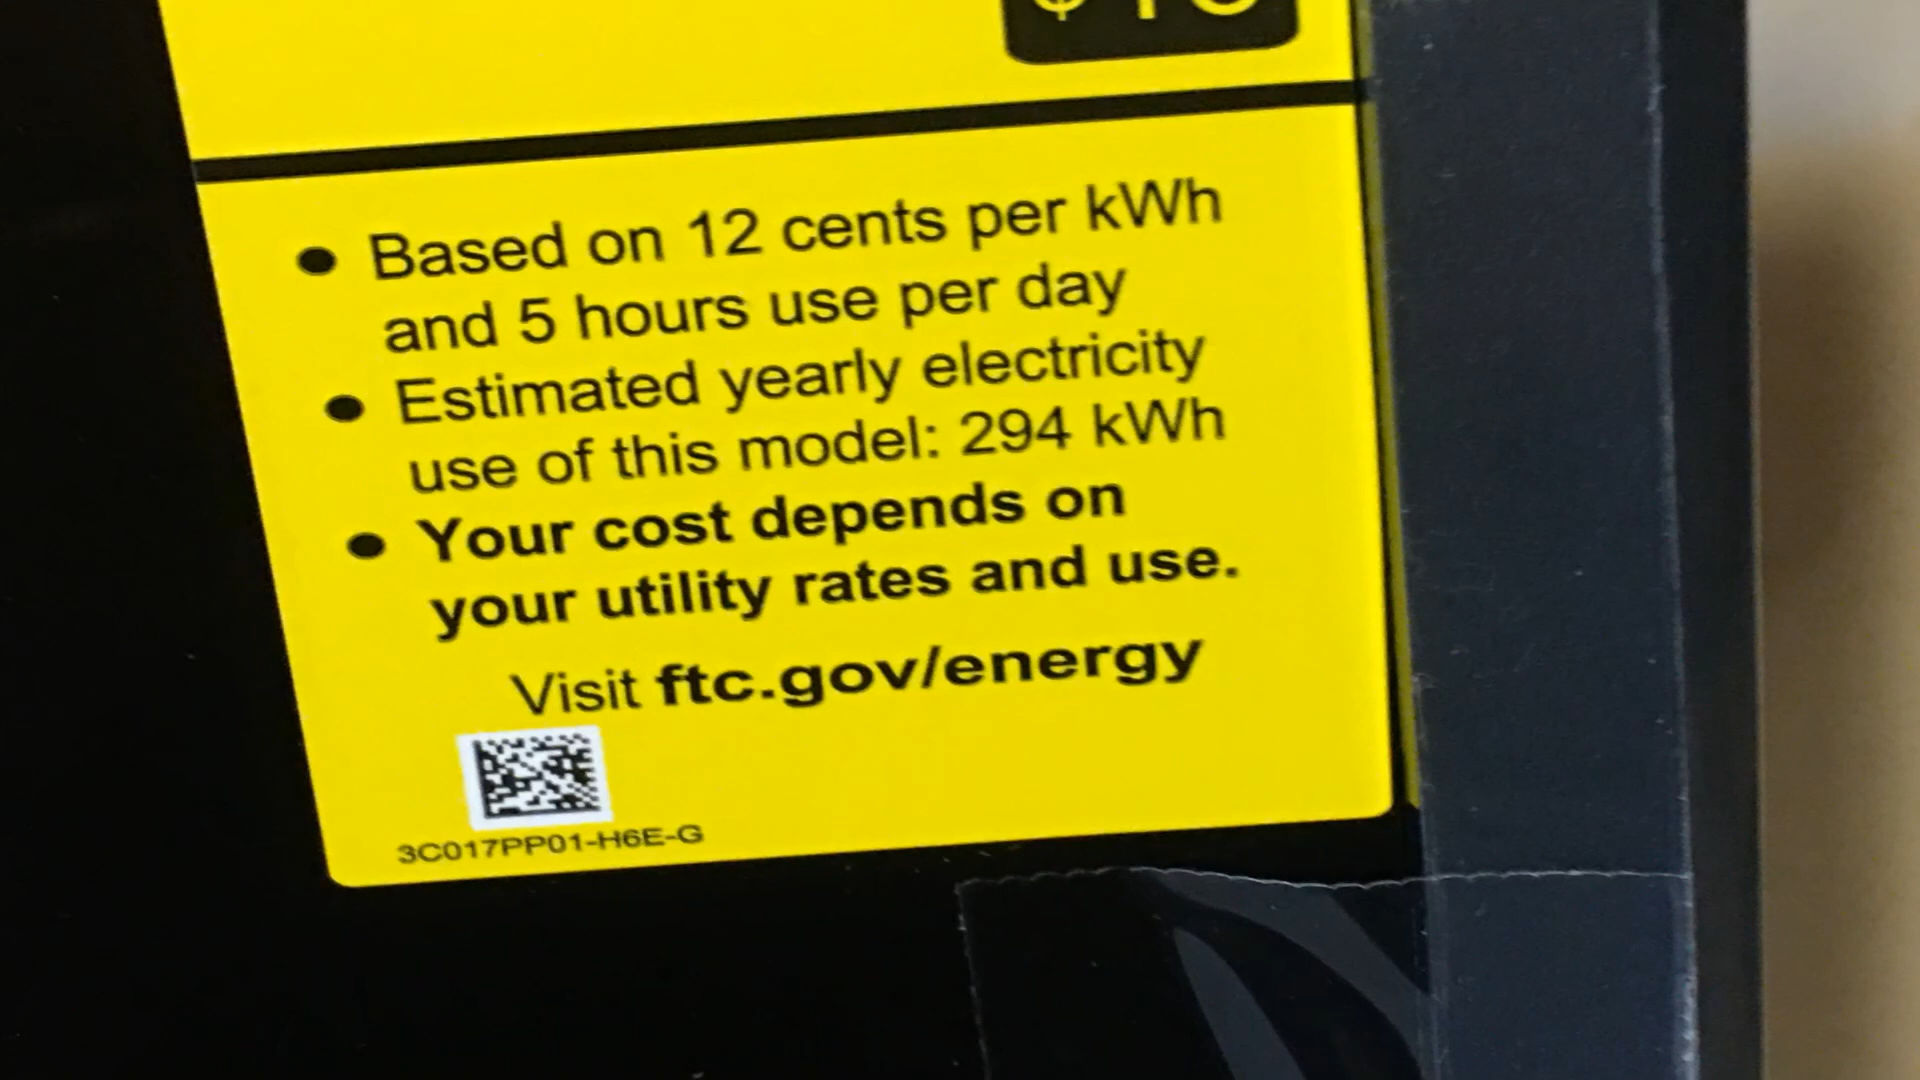 Based on 12 cents per kWh
and 5 hours use per day
Estimated yearly electricity
use of this model: 294 kWh
Your cost depends on
your utility rates and use.
Visit ftc.gov/energy
3C017PP01-H6E-G